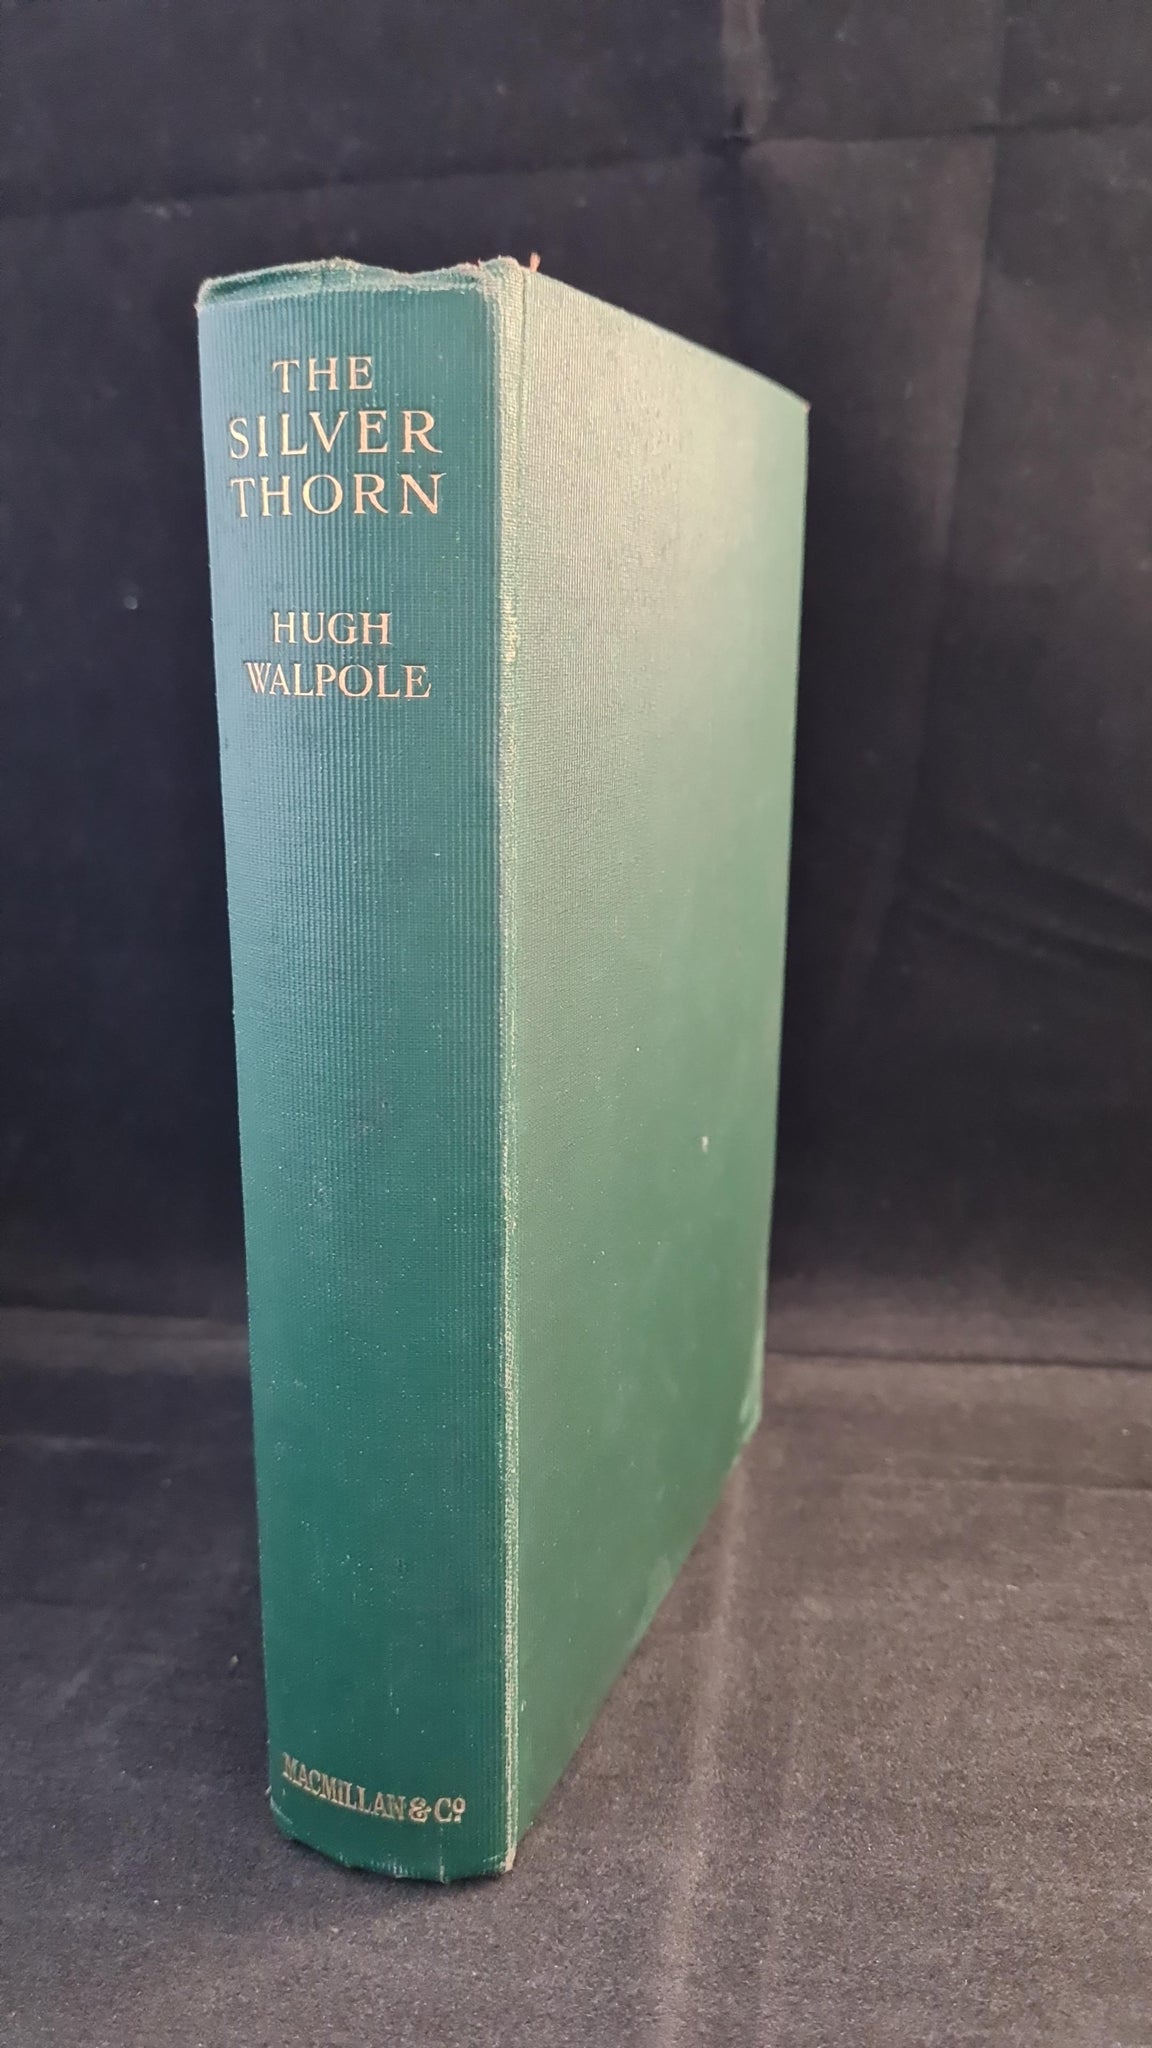 THE
SILVER
THORN
HUGH
WALPOLE
MACMILLAN & Co.